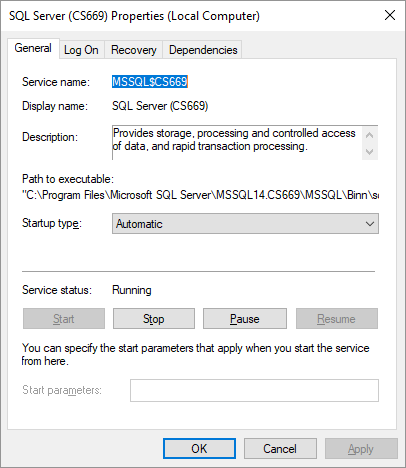 SQL Server (CS669) Properties (Local Computer)
General Log On Recovery Dependencies
Service name: MSSQL$CS669
Display name: SQL Server (CS669)
Description: Provides storage, processing and controlled access
of data, and rapid transaction processing.
Path to executable:
"C:\Program Files\Microsoft SQL Server\MSSQL14.CS669\MSSQL\Binn\s
Startup type: Automatic
Service status: Running
Start Stop Pause Resume
You can specify the start parameters that apply when you start the service
from here.
Start parameters:
OK Cancel Apply